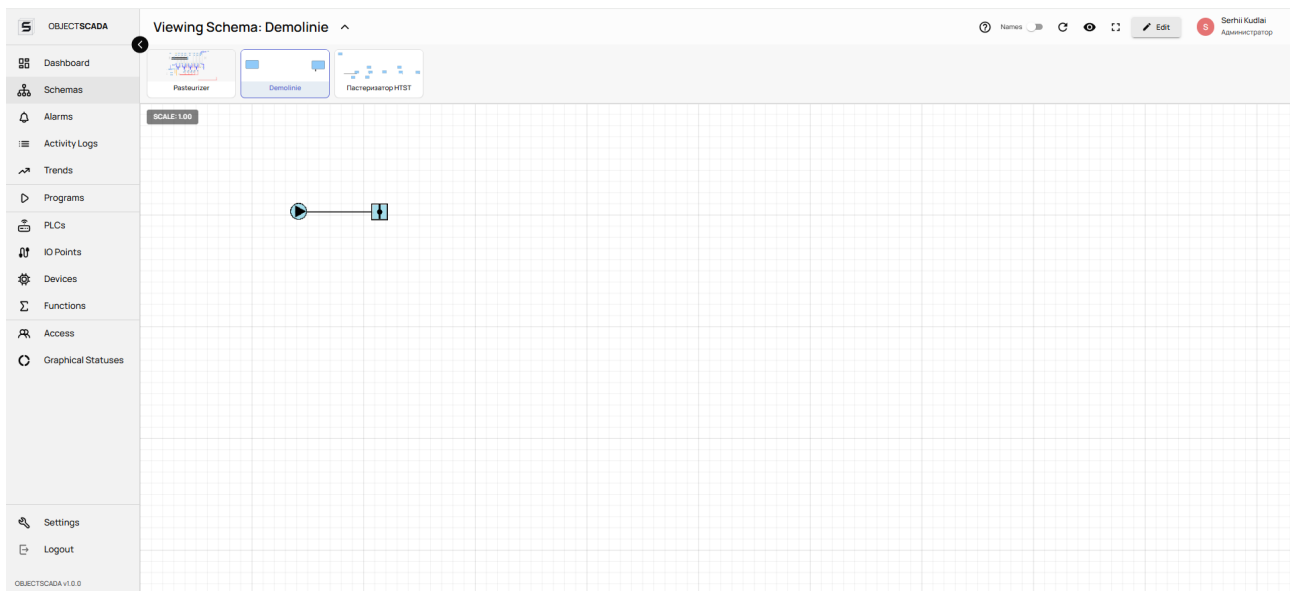 OBJECTSCADA
Viewing Schema: Demolinie
Names
Edit
S
Serhii Kudlai
Администратор
Dashboard
Schemas
Alarms
Activity Logs
Trends
Programs
PLCs
IO Points
Devices
Functions
Access
Graphical Statuses
Settings
Logout
OBJECTSCADA v1.0.0
Pasteurizer
Demolinie
Пастеризатор HTST
SCALE: 1.00